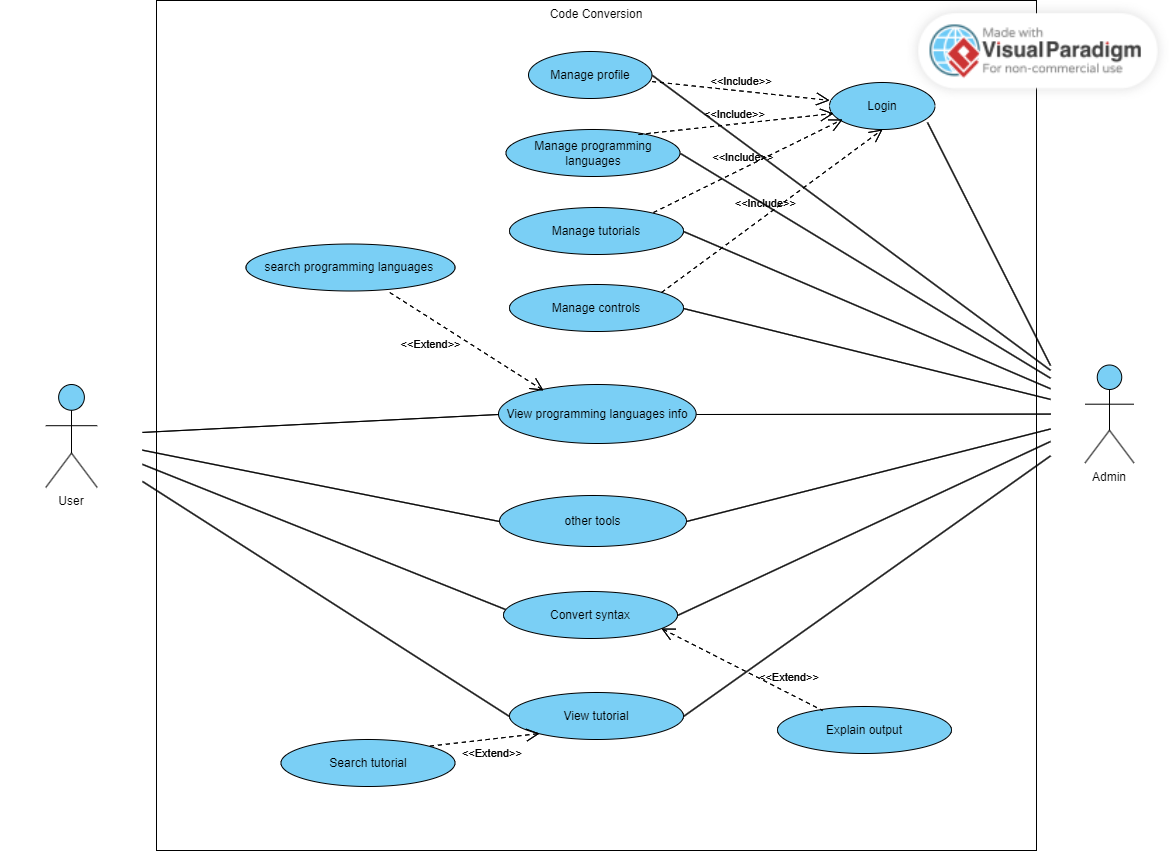 Code Conversion
Made with
VisualParadigm
For non-commercial use
Manage profile
<<Include>>
Login
<<Include>>
Manage programming
languages
<<Include>>
<<Include>>
Manage tutorials
search programming languages
Manage controls
<<Extend>>
View programming languages info
User
Admin
other tools
Convert syntax
<<Extend>>
View tutorial
Explain output
<<Extend>>
Search tutorial